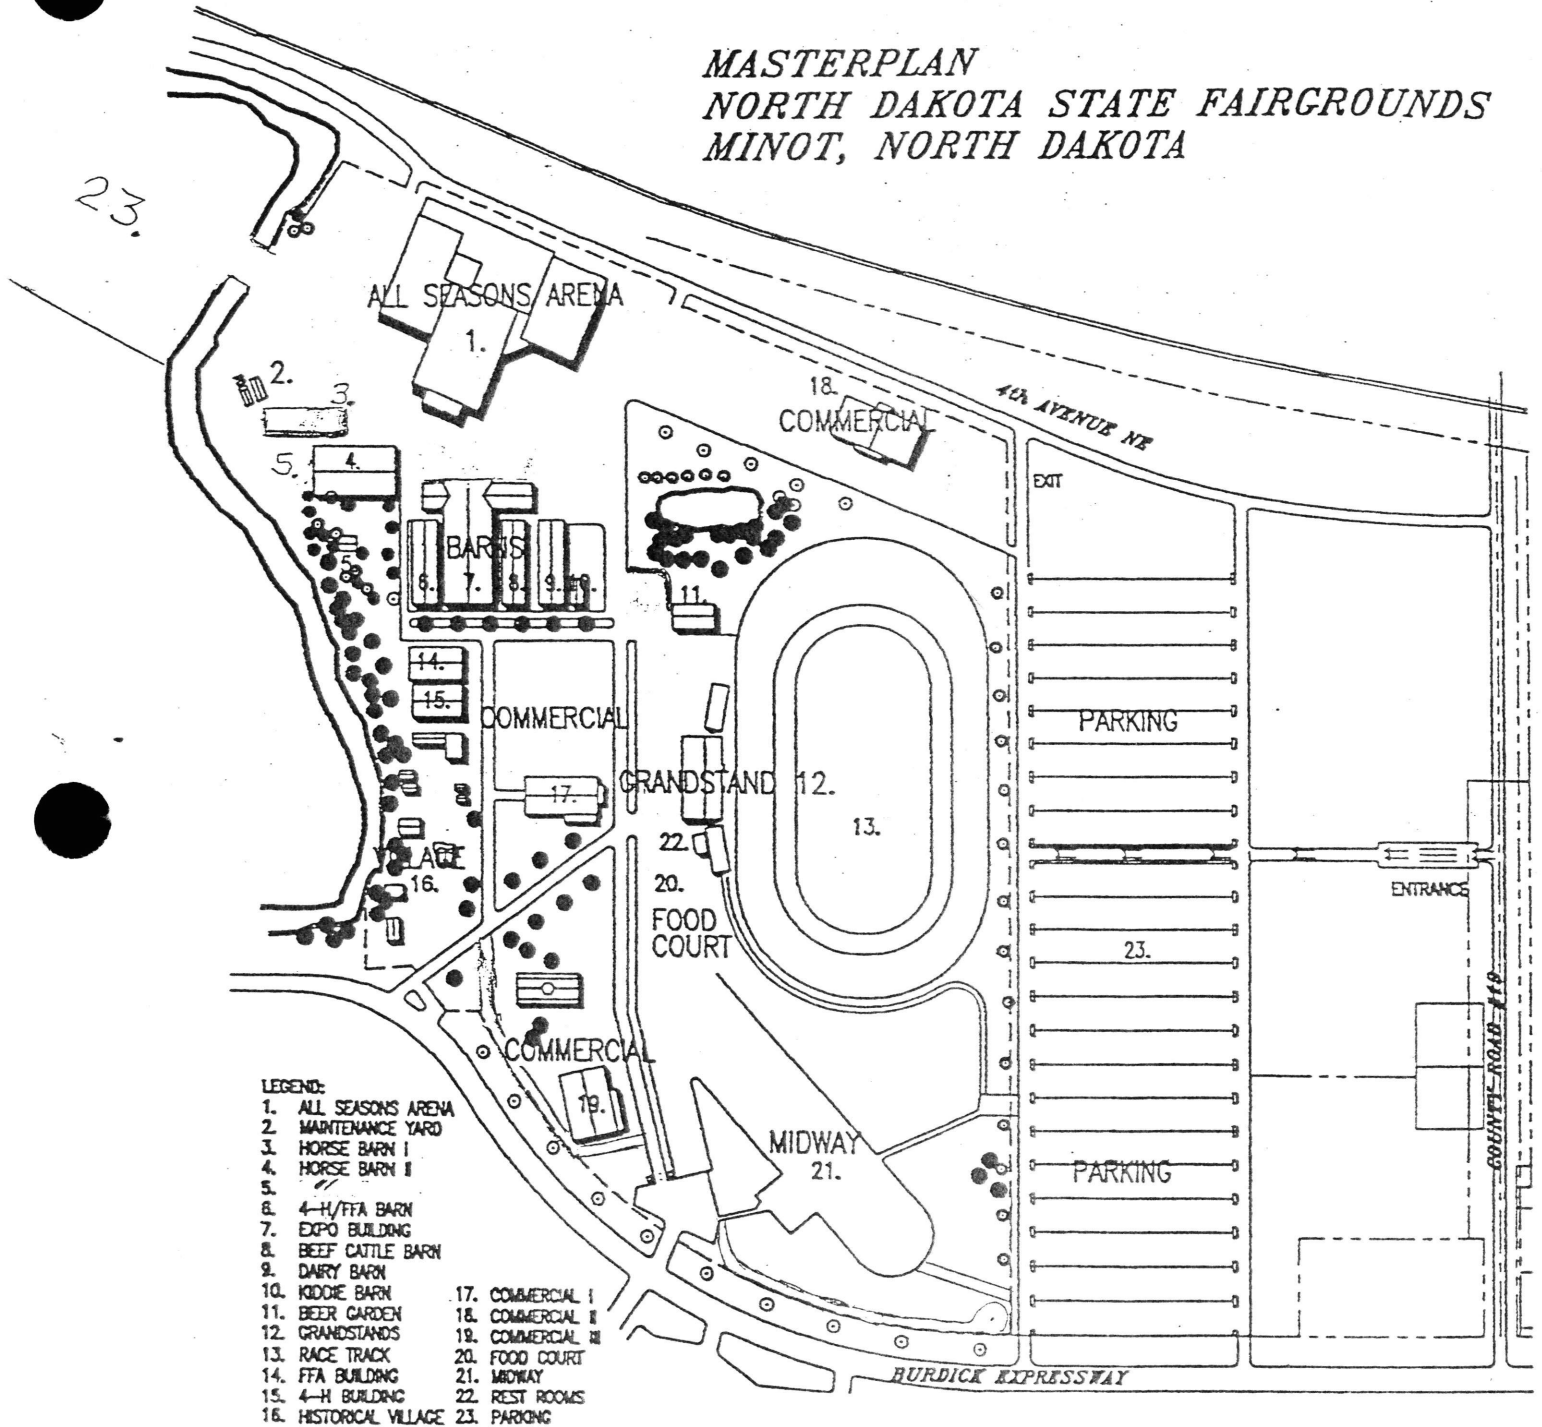 MASTERPLAN
NORTH DAKOTA STATE FAIRGROUNDS
MINOT, NORTH DAKOTA
23.
ALL SEASONS ARENA
1.
2.
3.
18.
COMMERCIAL
4th AVENUE NE
5.
4.
EXIT
BARNS
5.
6. 7. 8. 9. 10.
11.
14.
15.
COMMERCIAL
PARKING
GRANDSTAND 12.
17.
13.
22.
VILLAGE
16.
20.
ENTRANCE
FOOD
COURT
23.
COUNTY ROAD #19
COMMERCIAL
19.
MIDWAY
21.
PARKING
BURDICK EXPRESSWAY
LEGEND:
1. ALL SEASONS ARENA
2. MAINTENANCE YARD
3. HORSE BARN I
4. HORSE BARN II
5.
6. 4-H/FFA BARN
7. EXPO BUILDING
8. BEEF CATTLE BARN
9. DAIRY BARN
10. KIDDIE BARN
11. BEER GARDEN
12. GRANDSTANDS
13. RACE TRACK
14. FFA BUILDING
15. 4-H BUILDING
16. HISTORICAL VILLAGE
17. COMMERCIAL I
18. COMMERCIAL II
19. COMMERCIAL III
20. FOOD COURT
21. MIDWAY
22. REST ROOMS
23. PARKING